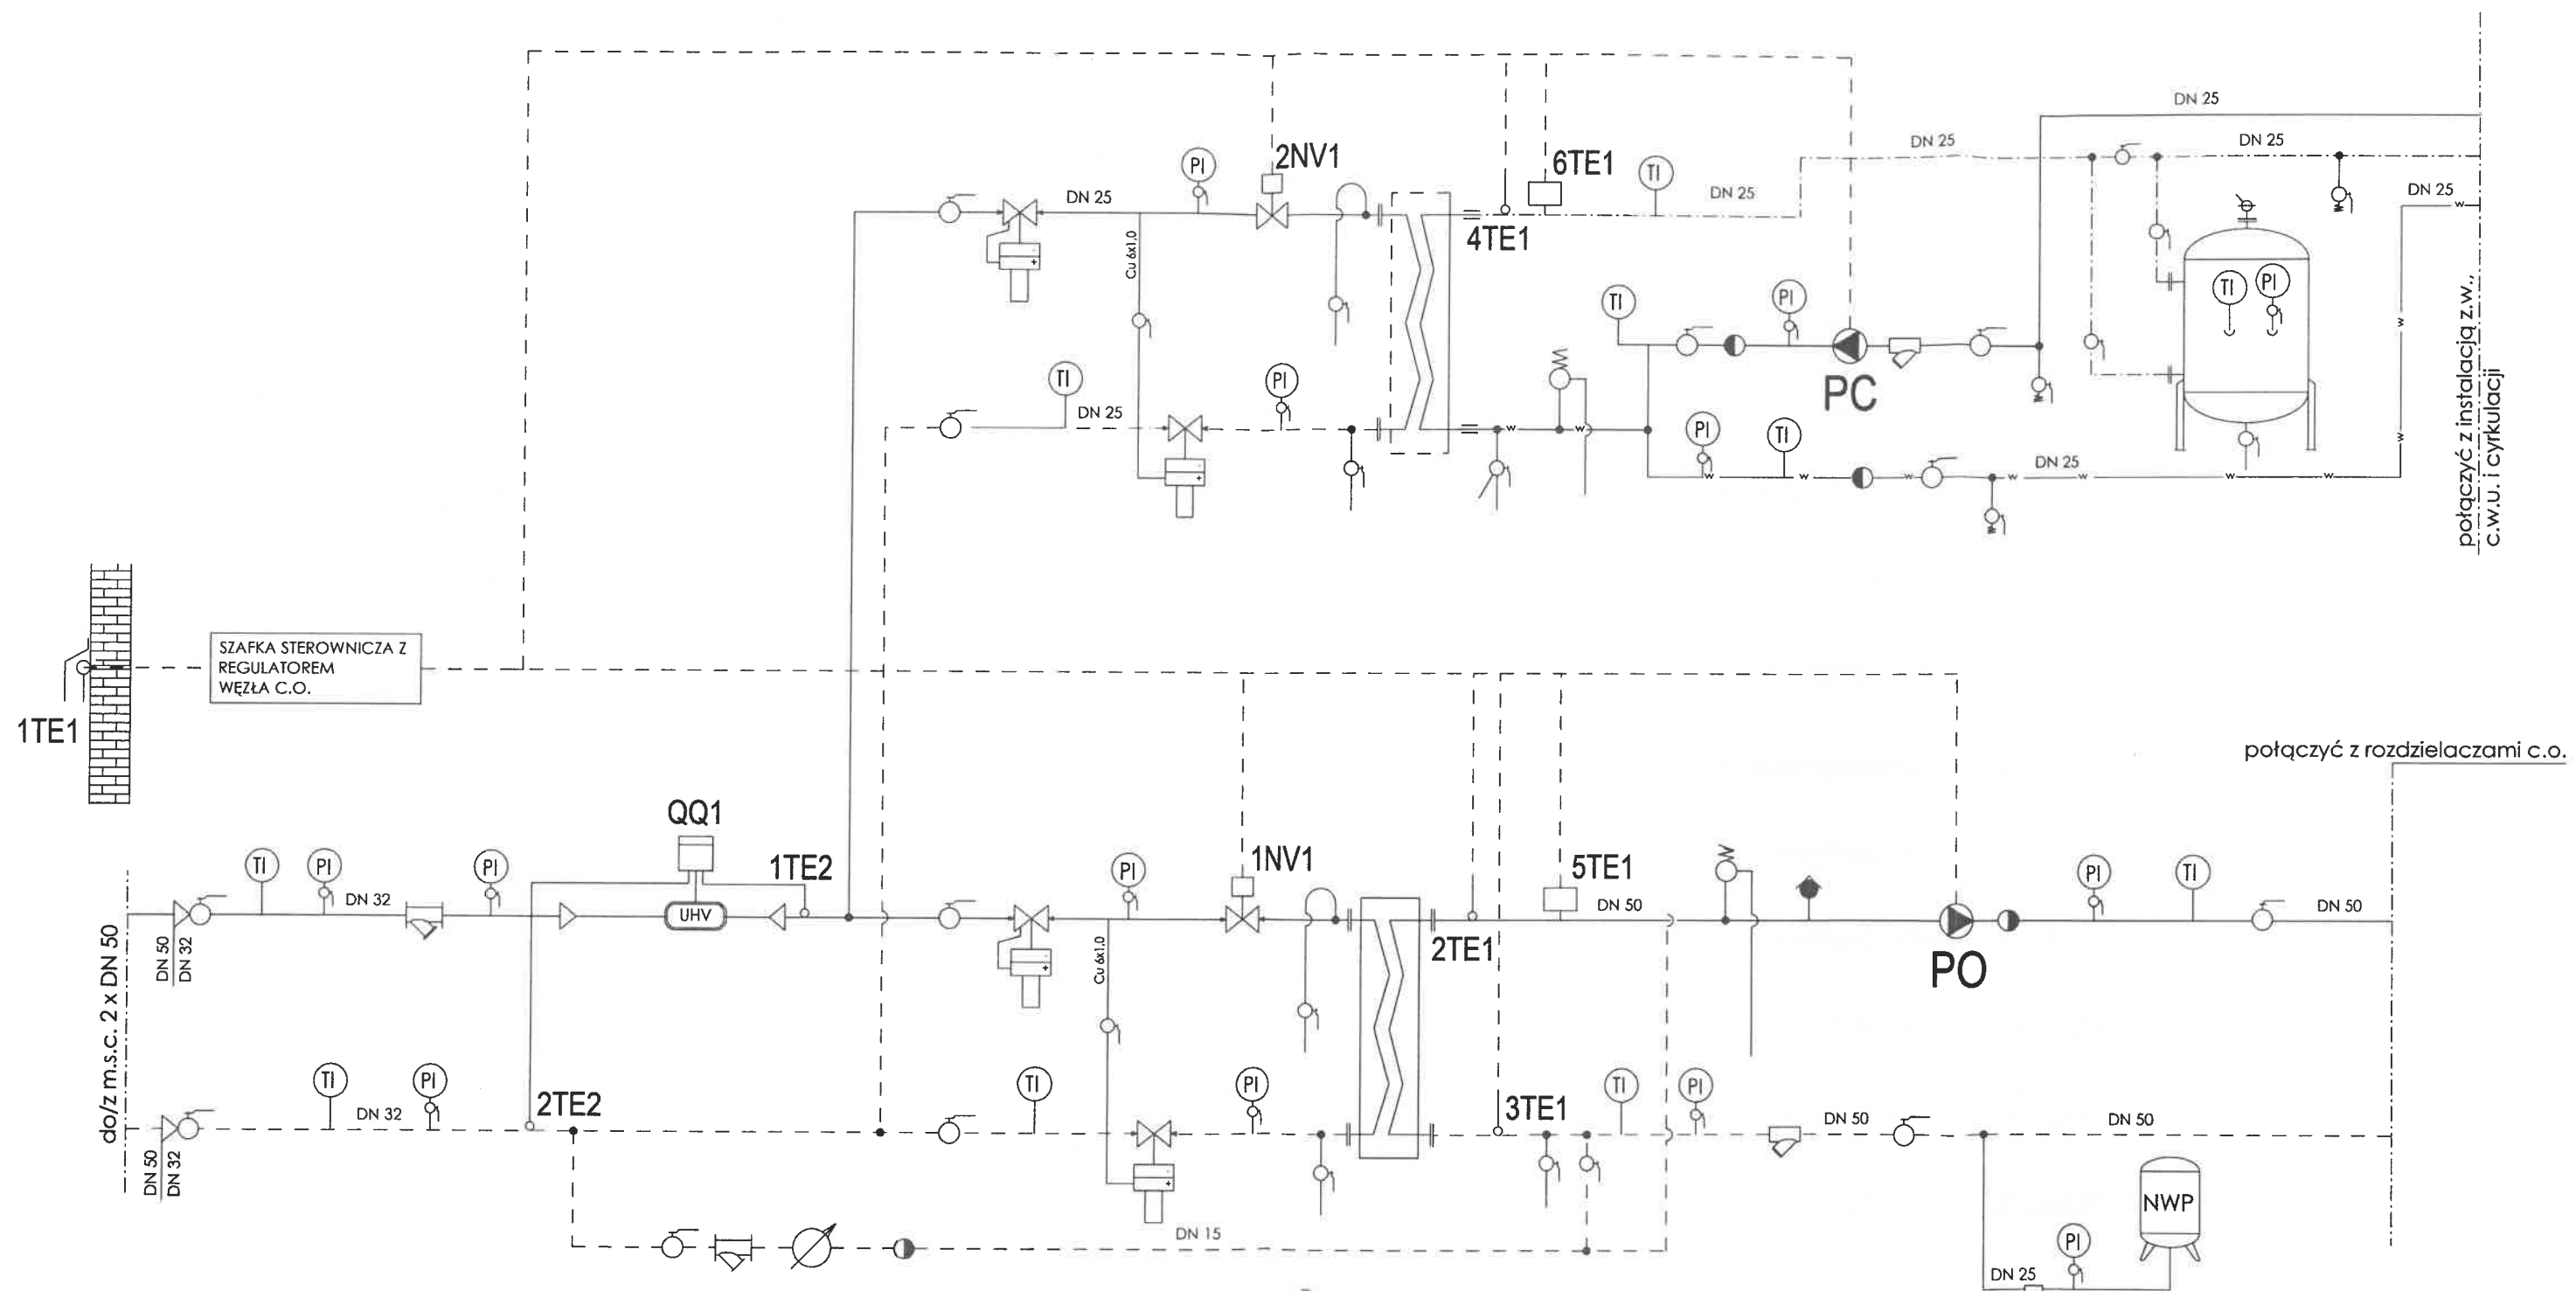 DN 25
DN 25
DN 25
PI
2NV1
6TE1
TI
DN 25
DN 25
DN 25
4TE1
Cu 6x1,0
TI
PI
TI
PI
PC
TI
DN 25
PI
PI
TI
DN 25
połączyć z instalacją z.w.,
c.w.u. i cyrkulacji
SZAFKA STEROWNICZA Z
REGULATOREM
WĘZŁA C.O.
1TE1
połączyć z rozdzielaczami c.o.
QQ1
1TE2
TI
PI
DN 32
PI
UHV
PI
1NV1
5TE1
DN 50
2TE1
PO
PI
TI
DN 50
DN 50
DN 32
do/z m.s.c. 2 x DN 50
Cu 6x1,0
TI
PI
DN 32
2TE2
TI
PI
3TE1
TI
PI
DN 50
DN 50
DN 50
DN 32
NWP
DN 15
PI
DN 25